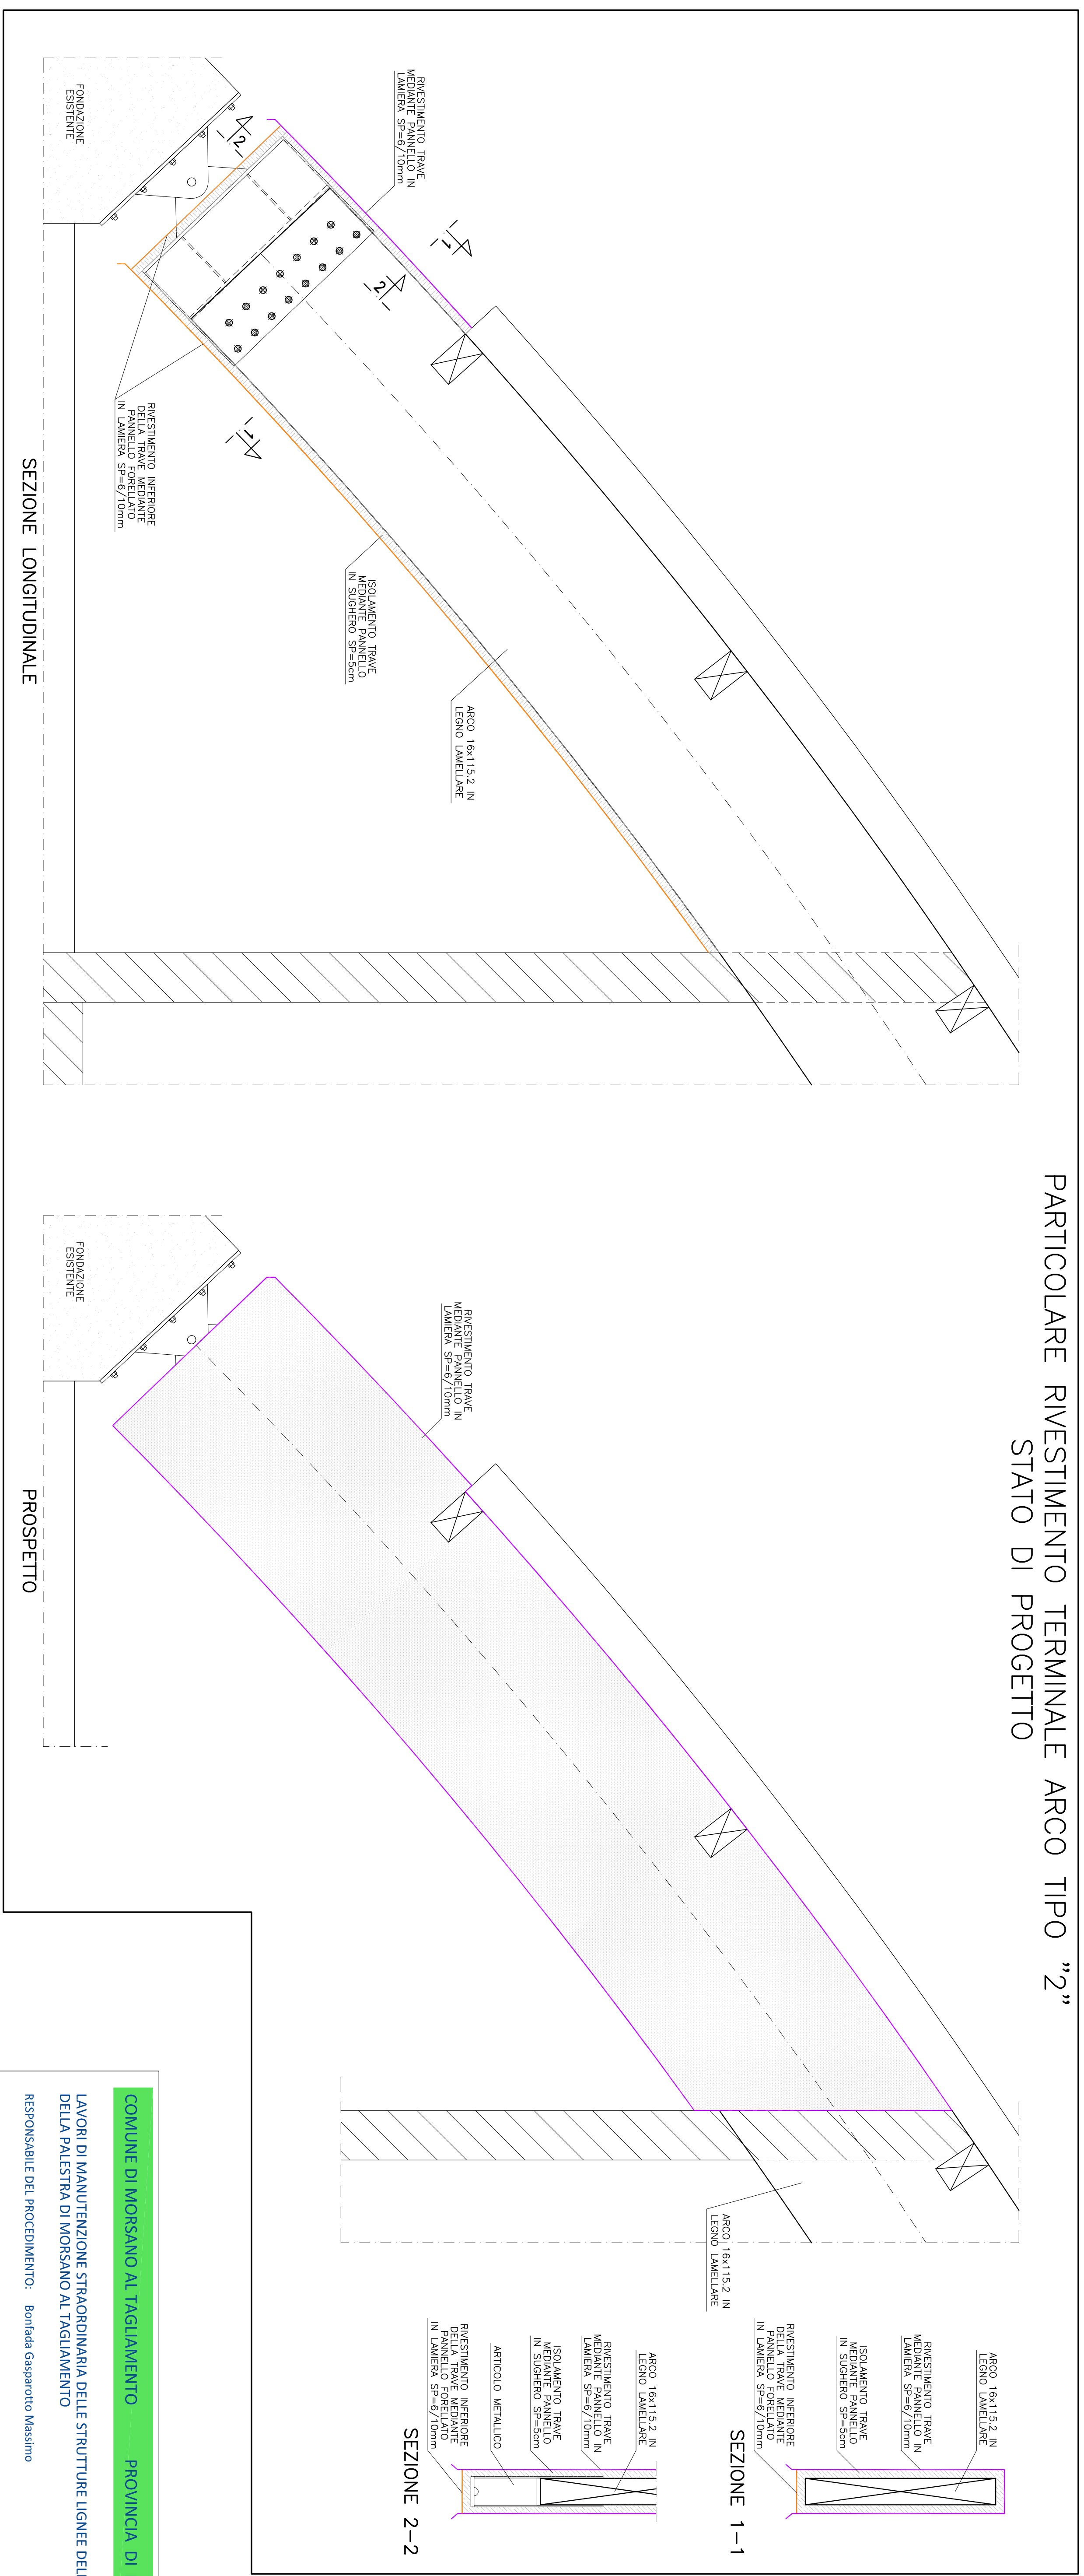 PARTICOLARE RIVESTIMENTO TERMINALE ARCO TIPO "2"
STATO DI PROGETTO
RIVESTIMENTO TRAVE
MEDIANTE PANNELLO IN
LAMIERA SP=6/10mm
2
1
2
1
FONDAZIONE
ESISTENTE
RIVESTIMENTO INFERIORE
DELLA TRAVE MEDIANTE
PANNELLO FORELLATO
IN LAMIERA SP=6/10mm
ISOLAMENTO TRAVE
MEDIANTE PANNELLO
IN SUGHERO SP=5cm
ARCO 16x115.2 IN
LEGNO LAMELLARE
SEZIONE LONGITUDINALE
RIVESTIMENTO TRAVE
MEDIANTE PANNELLO IN
LAMIERA SP=6/10mm
FONDAZIONE
ESISTENTE
ARCO 16x115.2 IN
LEGNO LAMELLARE
PROSPETTO
ARCO 16x115.2 IN
LEGNO LAMELLARE
RIVESTIMENTO TRAVE
MEDIANTE PANNELLO IN
LAMIERA SP=6/10mm
ISOLAMENTO TRAVE
MEDIANTE PANNELLO
IN SUGHERO SP=5cm
RIVESTIMENTO INFERIORE
DELLA TRAVE MEDIANTE
PANNELLO FORELLATO
IN LAMIERA SP=6/10mm
SEZIONE 1-1
ARCO 16x115.2 IN
LEGNO LAMELLARE
RIVESTIMENTO TRAVE
MEDIANTE PANNELLO IN
LAMIERA SP=6/10mm
ISOLAMENTO TRAVE
MEDIANTE PANNELLO
IN SUGHERO SP=5cm
ARTICOLO METALLICO
RIVESTIMENTO INFERIORE
DELLA TRAVE MEDIANTE
PANNELLO FORELLATO
IN LAMIERA SP=6/10mm
SEZIONE 2-2
COMUNE DI MORSANO AL TAGLIAMENTO PROVINCIA DI
LAVORI DI MANUTENZIONE STRAORDINARIA DELLE STRUTTURE LIGNEE DELL
DELLA PALESTRA DI MORSANO AL TAGLIAMENTO
RESPONSABILE DEL PROCEDIMENTO: Bonfada Gasparotto Massimo